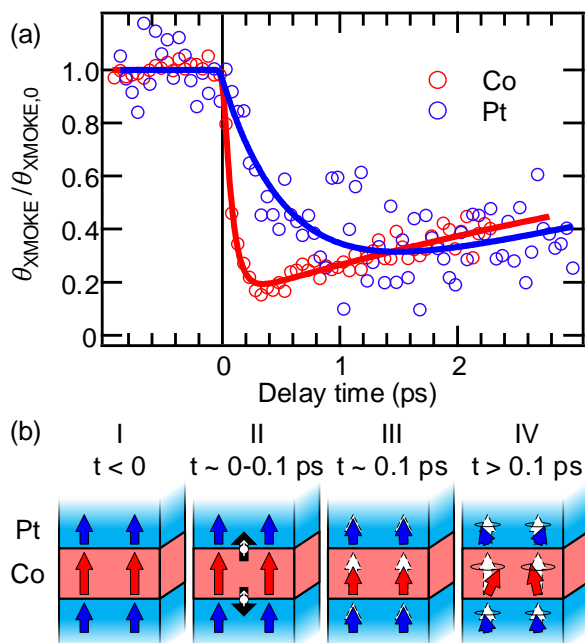 (a)
θXMOKE/θXMOKE,0
1.0
0.8
0.6
0.4
0.2
0
Co
Pt
0
1
2
Delay time (ps)
(b)
I II III IV
t < 0 t ~ 0-0.1 ps t ~ 0.1 ps t > 0.1 ps
Pt
Co